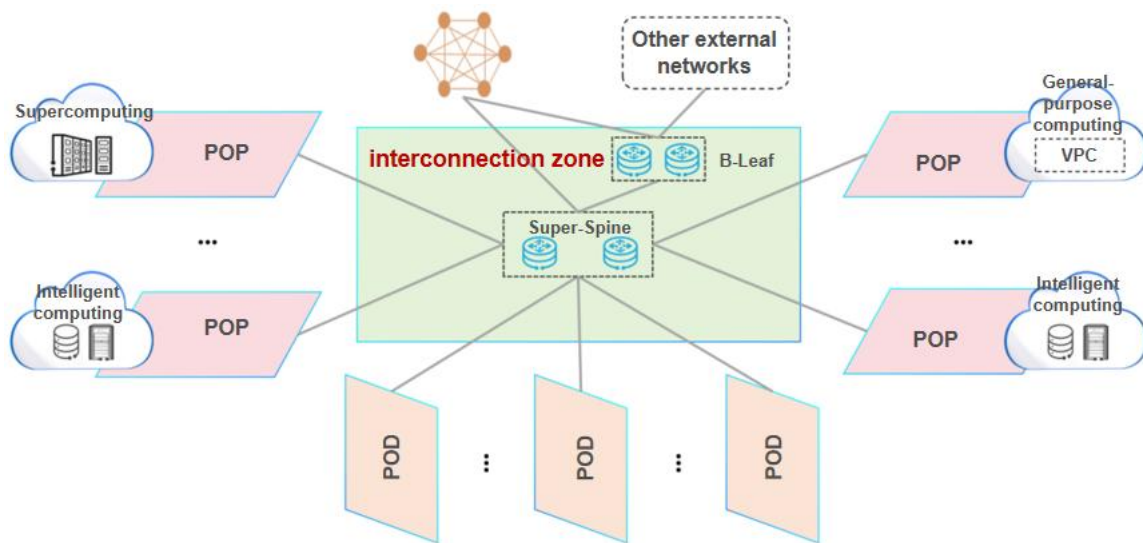 Other external
networks
Supercomputing
POP
interconnection zone
B-Leaf
General-
purpose
computing
VPC
POP
Super-Spine
...
...
Intelligent
computing
POP
Intelligent
computing
POP
POD
...
POD
...
POD